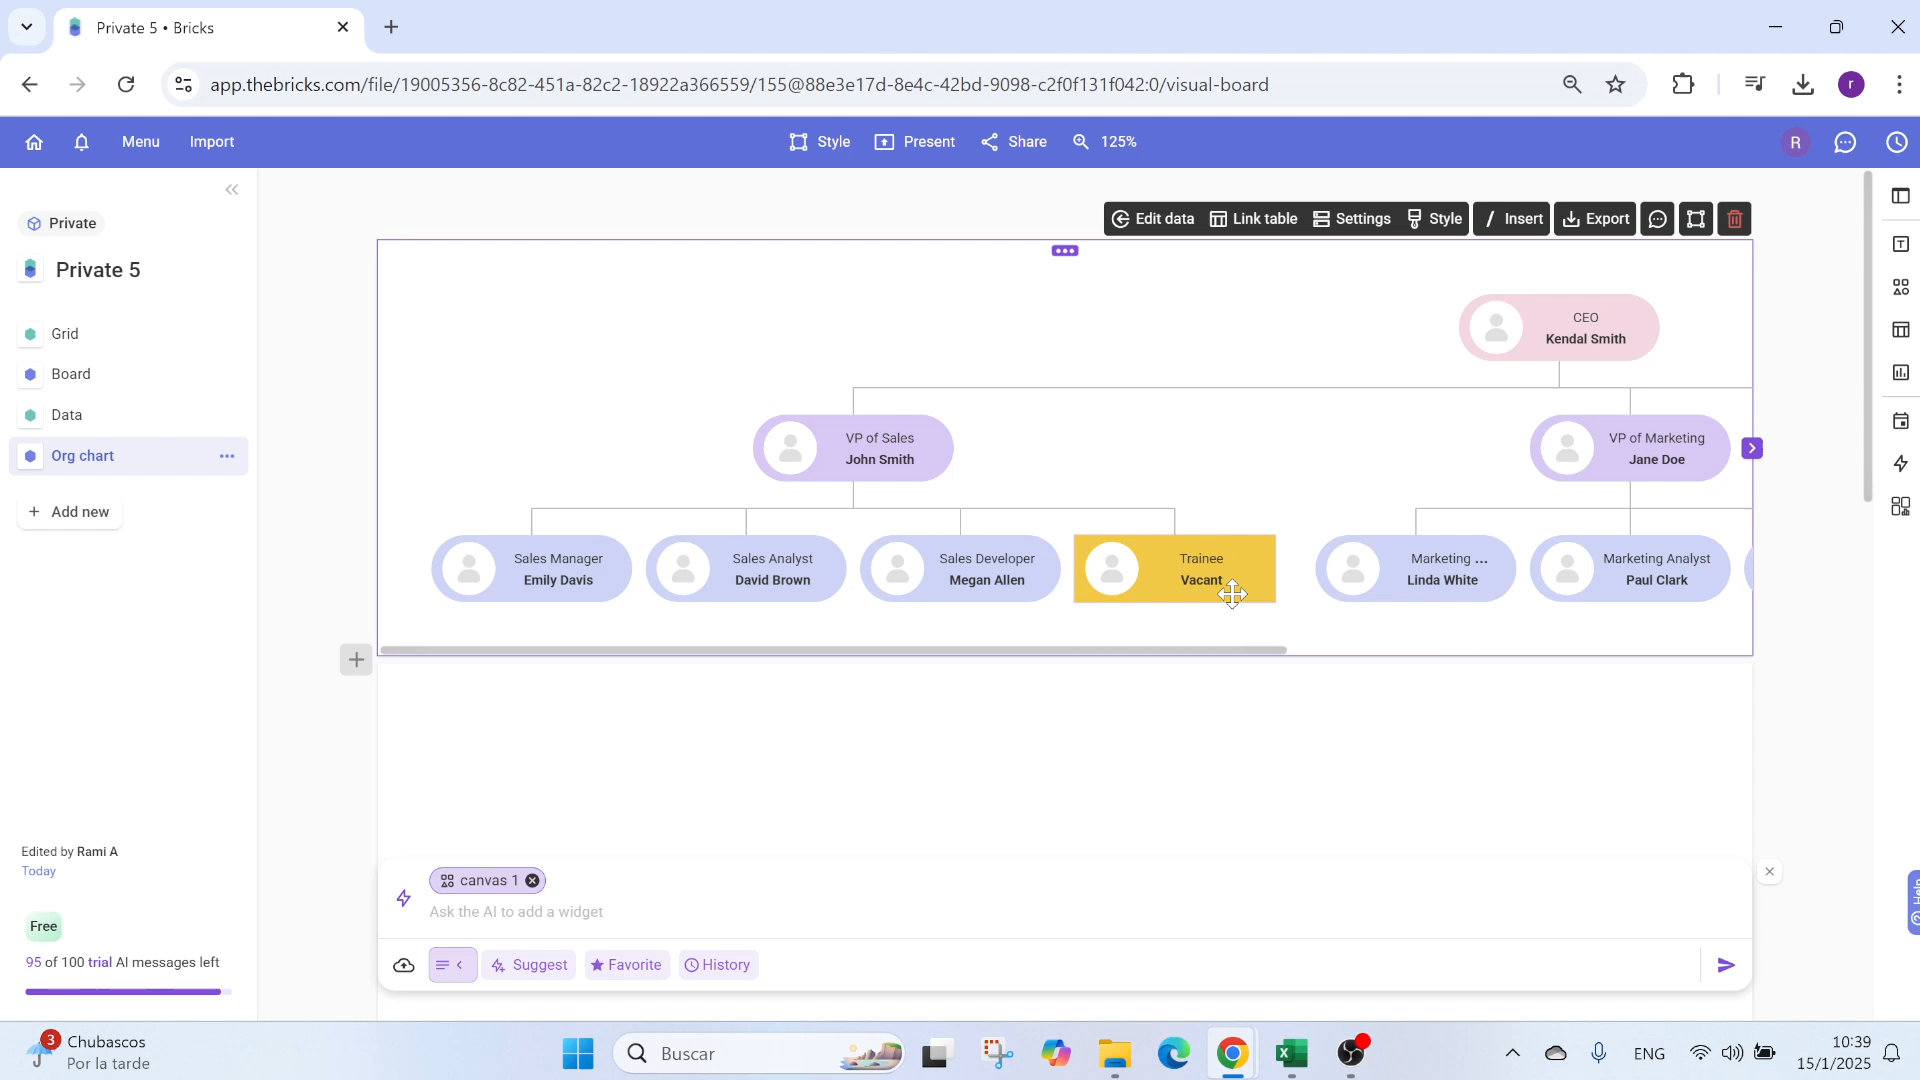 Private 5 • Bricks
app.thebricks.com/file/19005356-8c82-451a-82c2-18922a366559/155@88e3e17d-8e4c-42bd-9098-c2f0f131f042:0/visual-board
r
Menu
Import
Style
Present
Share
125%
R
Private
Private 5
Grid
Board
Data
Org chart
Add new
Edit data
Link table
Settings
Style
Insert
Export
CEO
Kendal Smith
VP of Sales
John Smith
VP of Marketing
Jane Doe
Sales Manager
Emily Davis
Sales Analyst
David Brown
Sales Developer
Megan Allen
Trainee
Vacant
Marketing ...
Linda White
Marketing Analyst
Paul Clark
Edited by Rami A
Today
Free
95 of 100 trial AI messages left
canvas 1
Ask the AI to add a widget
Suggest
Favorite
History
Help
3
Chubascos
Por la tarde
Buscar
ENG
10:39
15/1/2025